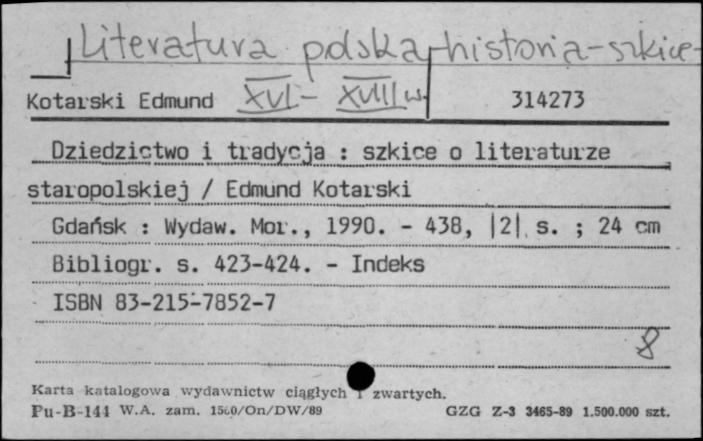 Literatura polska-historia-szkice-
Kotarski Edmund XVI- XVIII w. 314273
Dziedzictwo i tradycja : szkice o literaturze
staropolskiej / Edmund Kotarski
Gdańsk : Wydaw. Mor., 1990. - 438, |2| s. ; 24 cm
Bibliogr. s. 423-424. - Indeks
ISBN 83-215-7852-7
8
Karta katalogowa wydawnictw ciągłych i zwartych.
Pu-B-144 W.A. zam. 1560/On/DW/89 GZG Z-3 3465-89 1.500.000 szt.